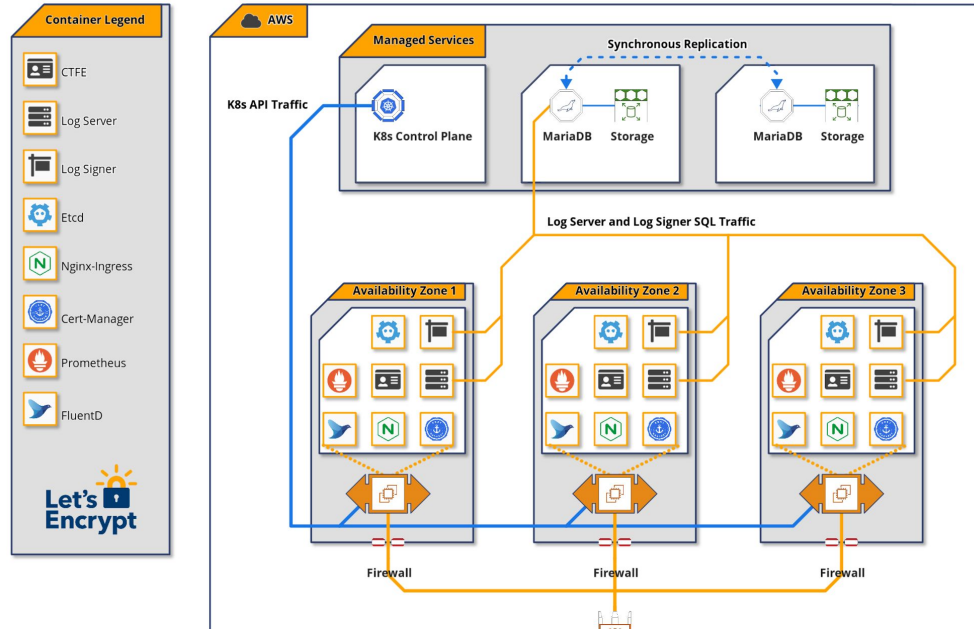 Container Legend
CTFE
Log Server
Log Signer
Etcd
Nginx-Ingress
Cert-Manager
Prometheus
FluentD
Let's
Encrypt
AWS
Managed Services
Synchronous Replication
K8s API Traffic
K8s Control Plane
MariaDB
Storage
MariaDB
Storage
Log Server and Log Signer SQL Traffic
Availability Zone 1
Availability Zone 2
Availability Zone 3
Firewall
Firewall
Firewall